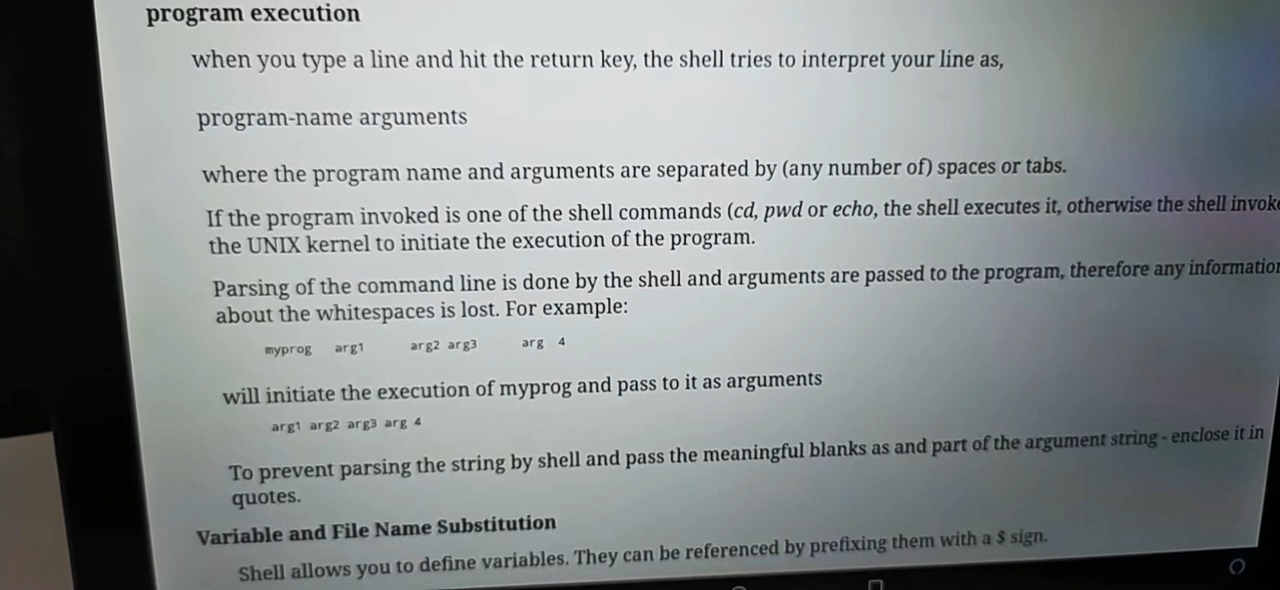 program execution
when you type a line and hit the return key, the shell tries to interpret your line as,
program-name arguments
where the program name and arguments are separated by (any number of) spaces or tabs.
If the program invoked is one of the shell commands (cd, pwd or echo, the shell executes it, otherwise the shell invoke
the UNIX kernel to initiate the execution of the program.
Parsing of the command line is done by the shell and arguments are passed to the program, therefore any information
about the whitespaces is lost. For example:
myprog arg1 arg2 arg3 arg 4
will initiate the execution of myprog and pass to it as arguments
arg1 arg2 arg3 arg 4
To prevent parsing the string by shell and pass the meaningful blanks as and part of the argument string - enclose it in
quotes.
Variable and File Name Substitution
Shell allows you to define variables. They can be referenced by prefixing them with a $ sign.